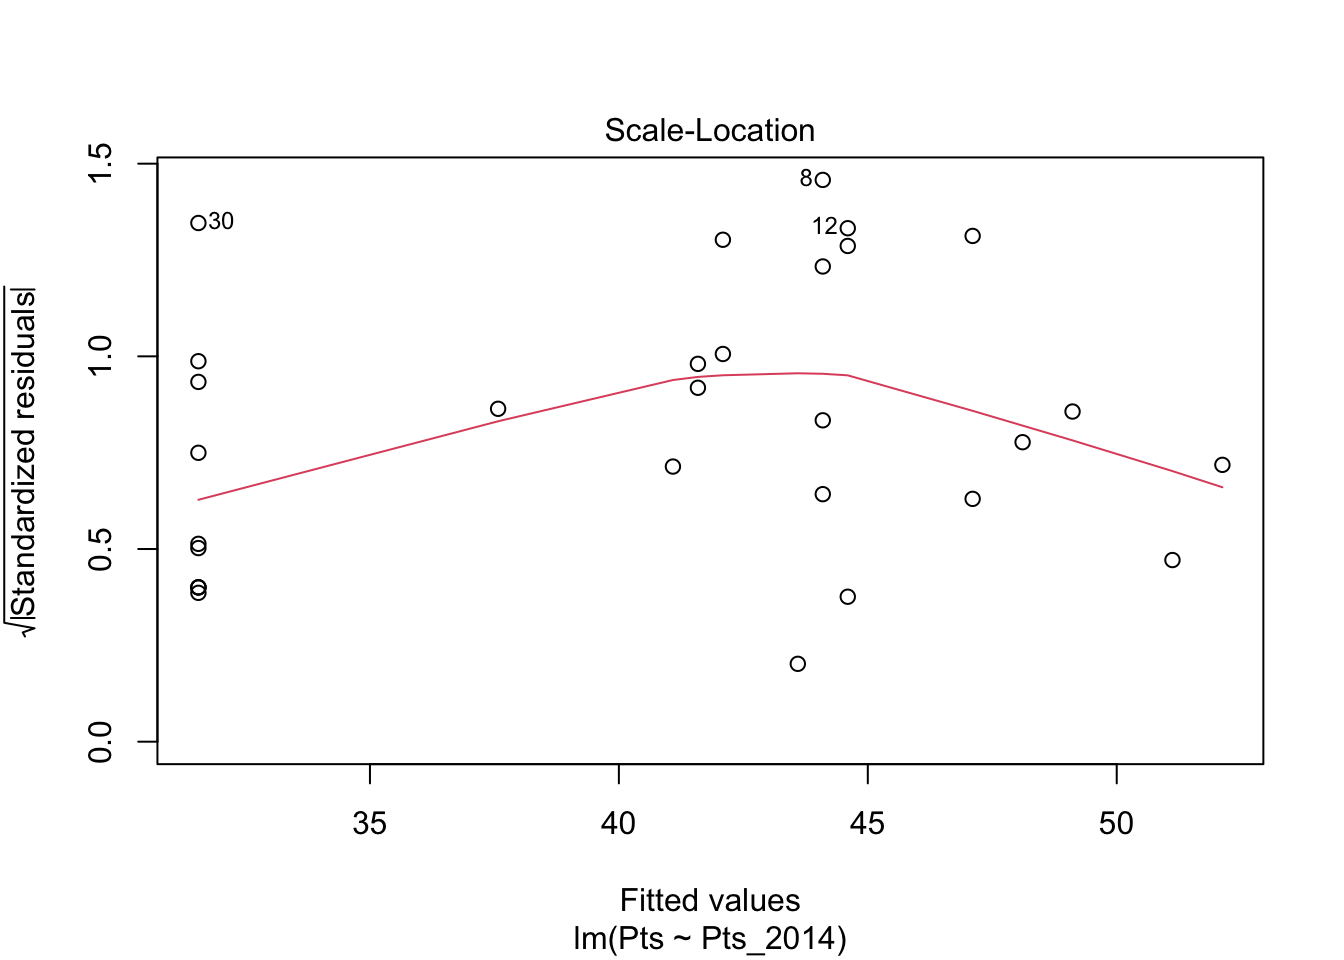 Scale-Location
√|Standardized residuals|
1.5
1.0
0.5
0.0
8
30
12
35 40 45 50
Fitted values
lm(Pts ~ Pts_2014)